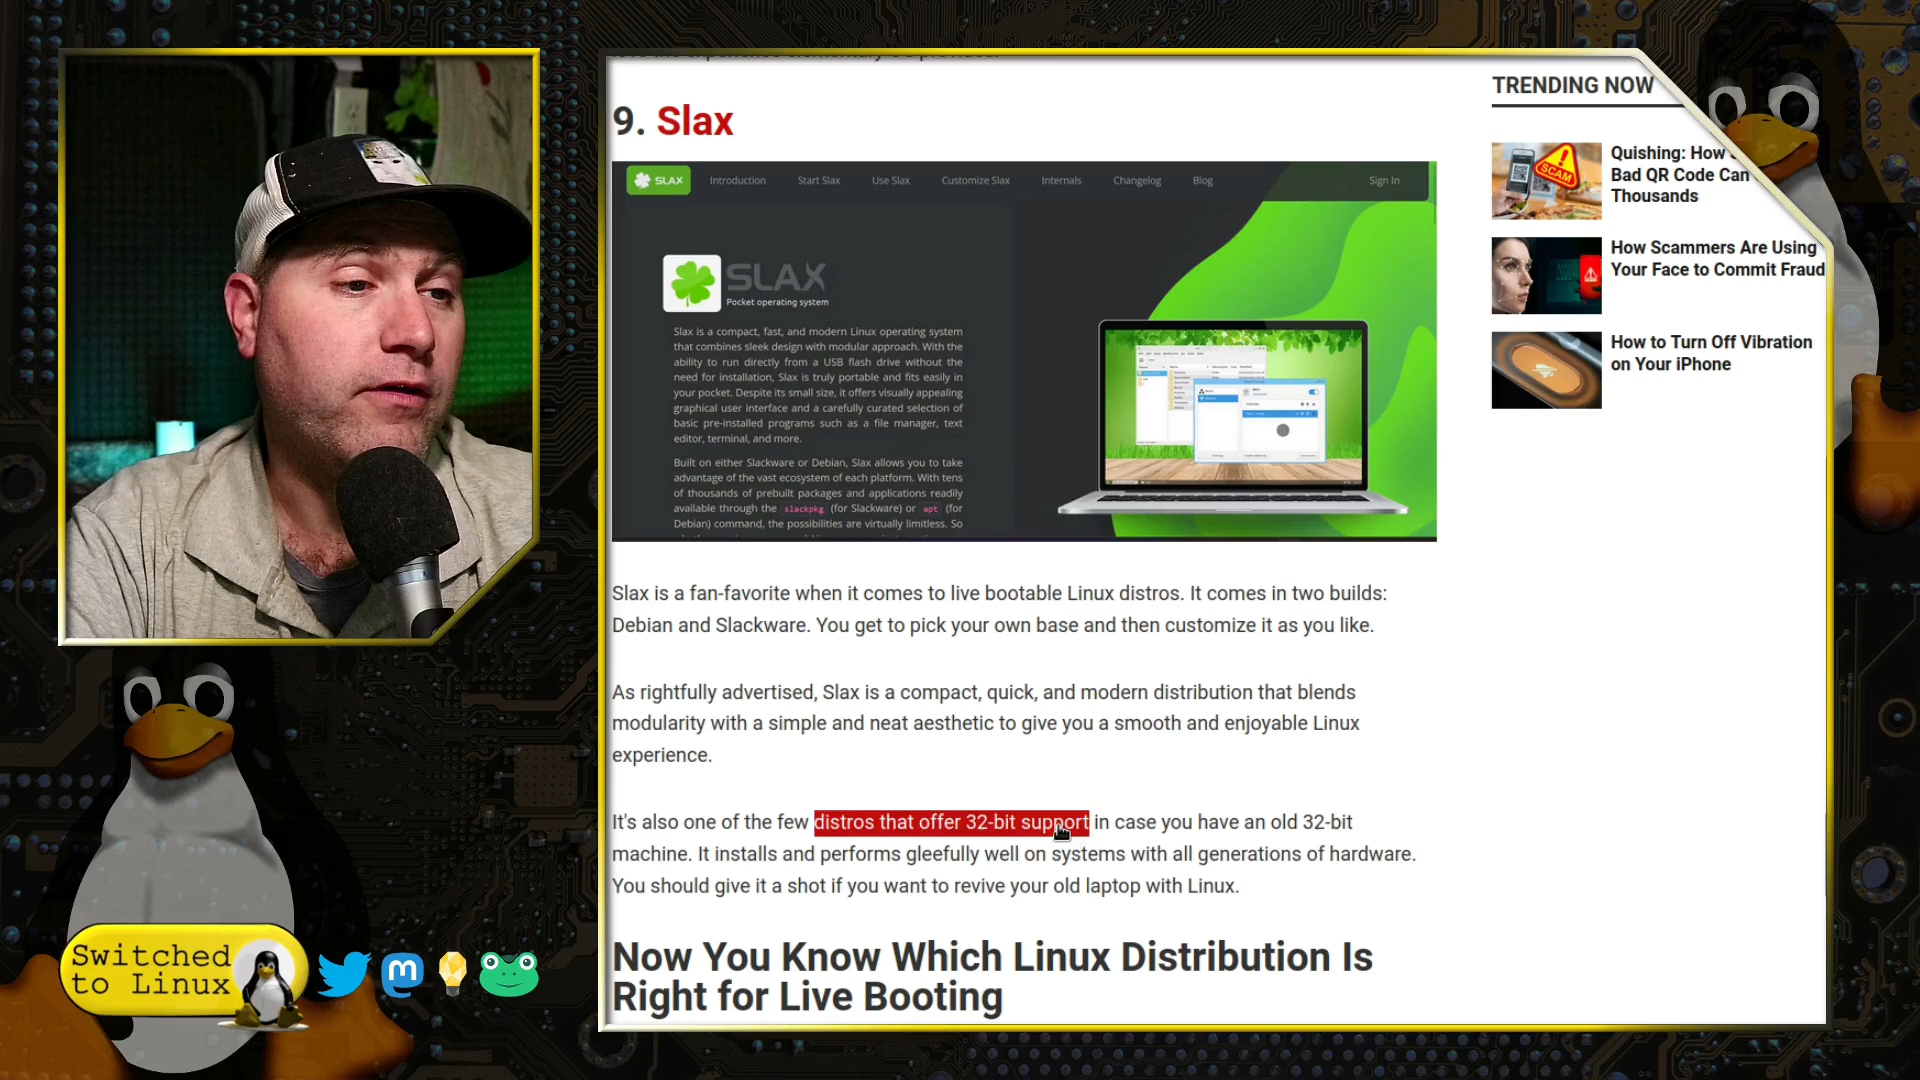 9. Slax
SLAX
Introduction
Start Slax
Use Slax
Customize Slax
Internals
Changelog
Blog
Sign In
SLAX
Pocket operating system
Slax is a compact, fast, and modern Linux operating system
that combines sleek design with modular approach. With the
ability to run directly from a USB flash drive without the
need for installation, Slax is truly portable and fits easily in
your pocket. Despite its small size, it offers visually appealing
graphical user interface and a carefully curated selection of
basic pre-installed programs such as a file manager, text
editor, terminal, and more.
Built on either Slackware or Debian, Slax allows you to take
advantage of the vast ecosystem of each platform. With tens
of thousands of prebuilt packages and applications readily
available through the slackpkg (for Slackware) or apt (for
Debian) command, the possibilities are virtually limitless. So
Slax is a fan-favorite when it comes to live bootable Linux distros. It comes in two builds:
Debian and Slackware. You get to pick your own base and then customize it as you like.
As rightfully advertised, Slax is a compact, quick, and modern distribution that blends
modularity with a simple and neat aesthetic to give you a smooth and enjoyable Linux
experience.
It's also one of the few distros that offer 32-bit support in case you have an old 32-bit
machine. It installs and performs gleefully well on systems with all generations of hardware.
You should give it a shot if you want to revive your old laptop with Linux.
Now You Know Which Linux Distribution Is
Right for Live Booting
TRENDING NOW
SCAM
Quishing: How
Bad QR Code Can
Thousands
How Scammers Are Using
Your Face to Commit Fraud
How to Turn Off Vibration
on Your iPhone
Switched
to Linux